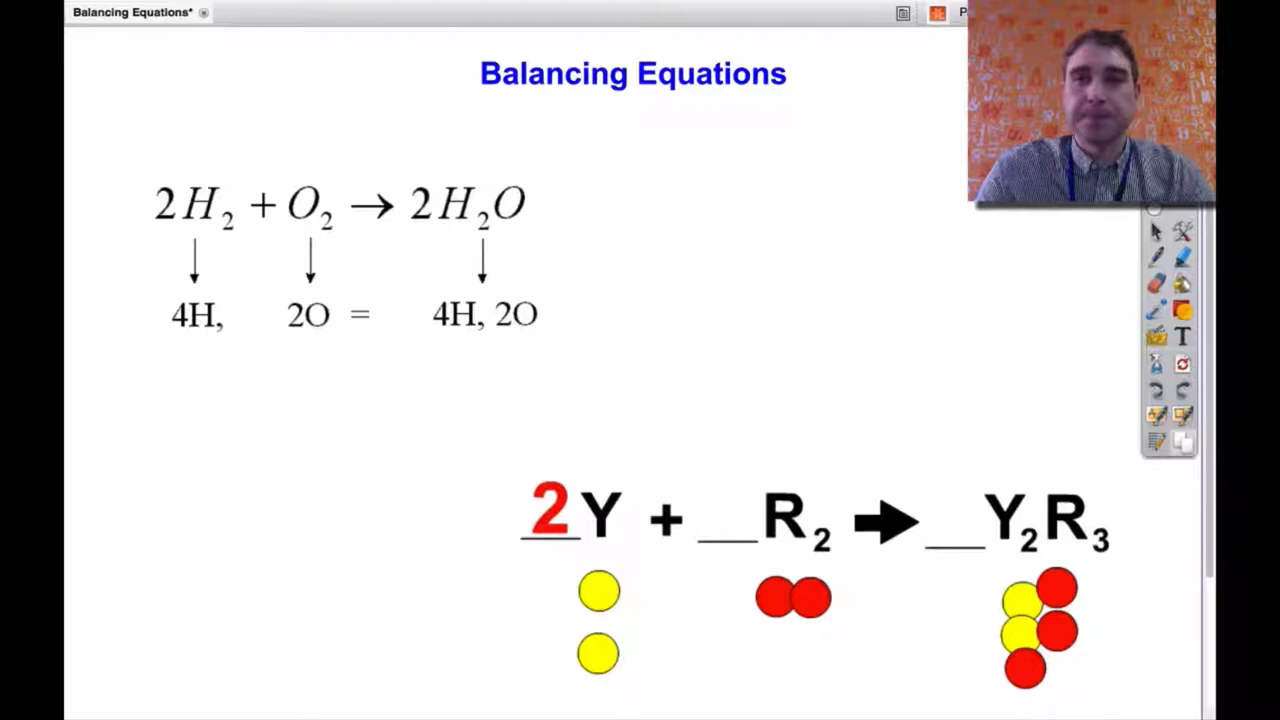 Balancing Equations*
P
Balancing Equations
2H₂ + O₂ → 2H₂O
4H, 2O = 4H, 2O
2Y + __R₂ → __Y₂R₃
T